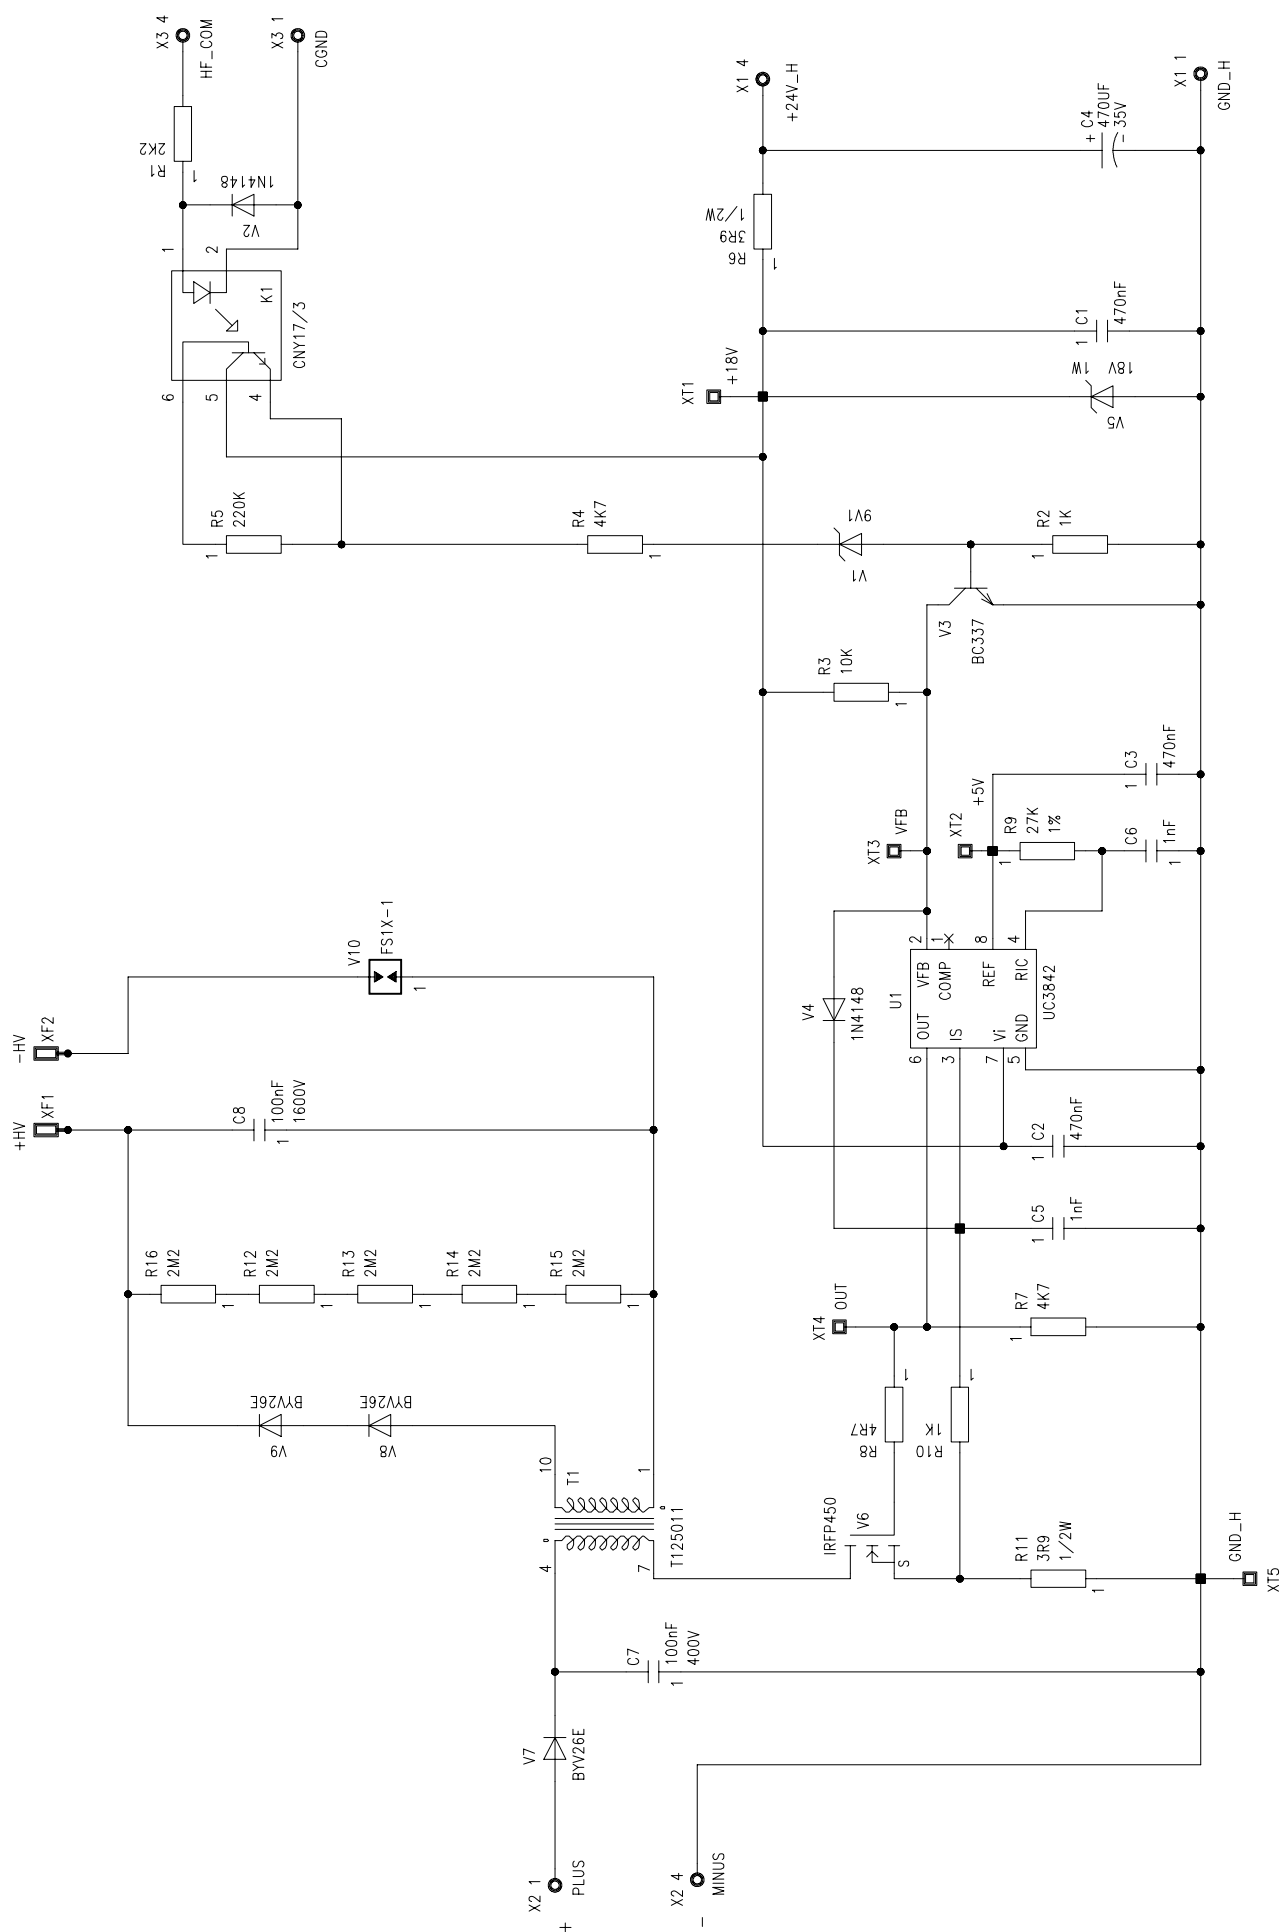 X3 4
HF_COM
X3 1
CGND
2K2
R1
1
1N4148
V2
1
2
K1
CNY17/3
6
5
4
X1 4
+24V_H
X1 1
GND_H
+ C4
470UF
- 35V
1/2W
3R9
R6
1
C1
470nF
1
XT1
+18V
18V
1W
V5
R5
220K
1
R4
4K7
1
9V1
V1
R2
1K
1
V3
BC337
R3
10K
1
C3
470nF
1
+5V
XT3
VFB
XT2
R9
27K
1%
1
C6
1nF
1
V10
FS1X-1
1
-HV
XF2
+HV
XF1
C8
100nF
1600V
1
V4
1N4148
U1
2
1
8
4
VFB
COMP
REF
RIC
OUT
IS
Vi
GND
UC3842
6
3
7
5
C2
470nF
1
C5
1nF
1
R16
2M2
1
R12
2M2
1
R13
2M2
1
R14
2M2
1
R15
2M2
1
XT4
OUT
R7
4K7
1
BYV26E
V9
BYV26E
V8
1
4R7
R8
1
1K
R10
10
T1
1
4
7
T125011
IRFP450
V6
S
R11
3R9
1/2W
1
GND_H
XT5
C7
100nF
400V
1
V7
BYV26E
X2 1
PLUS
+
X2 4
MINUS
-